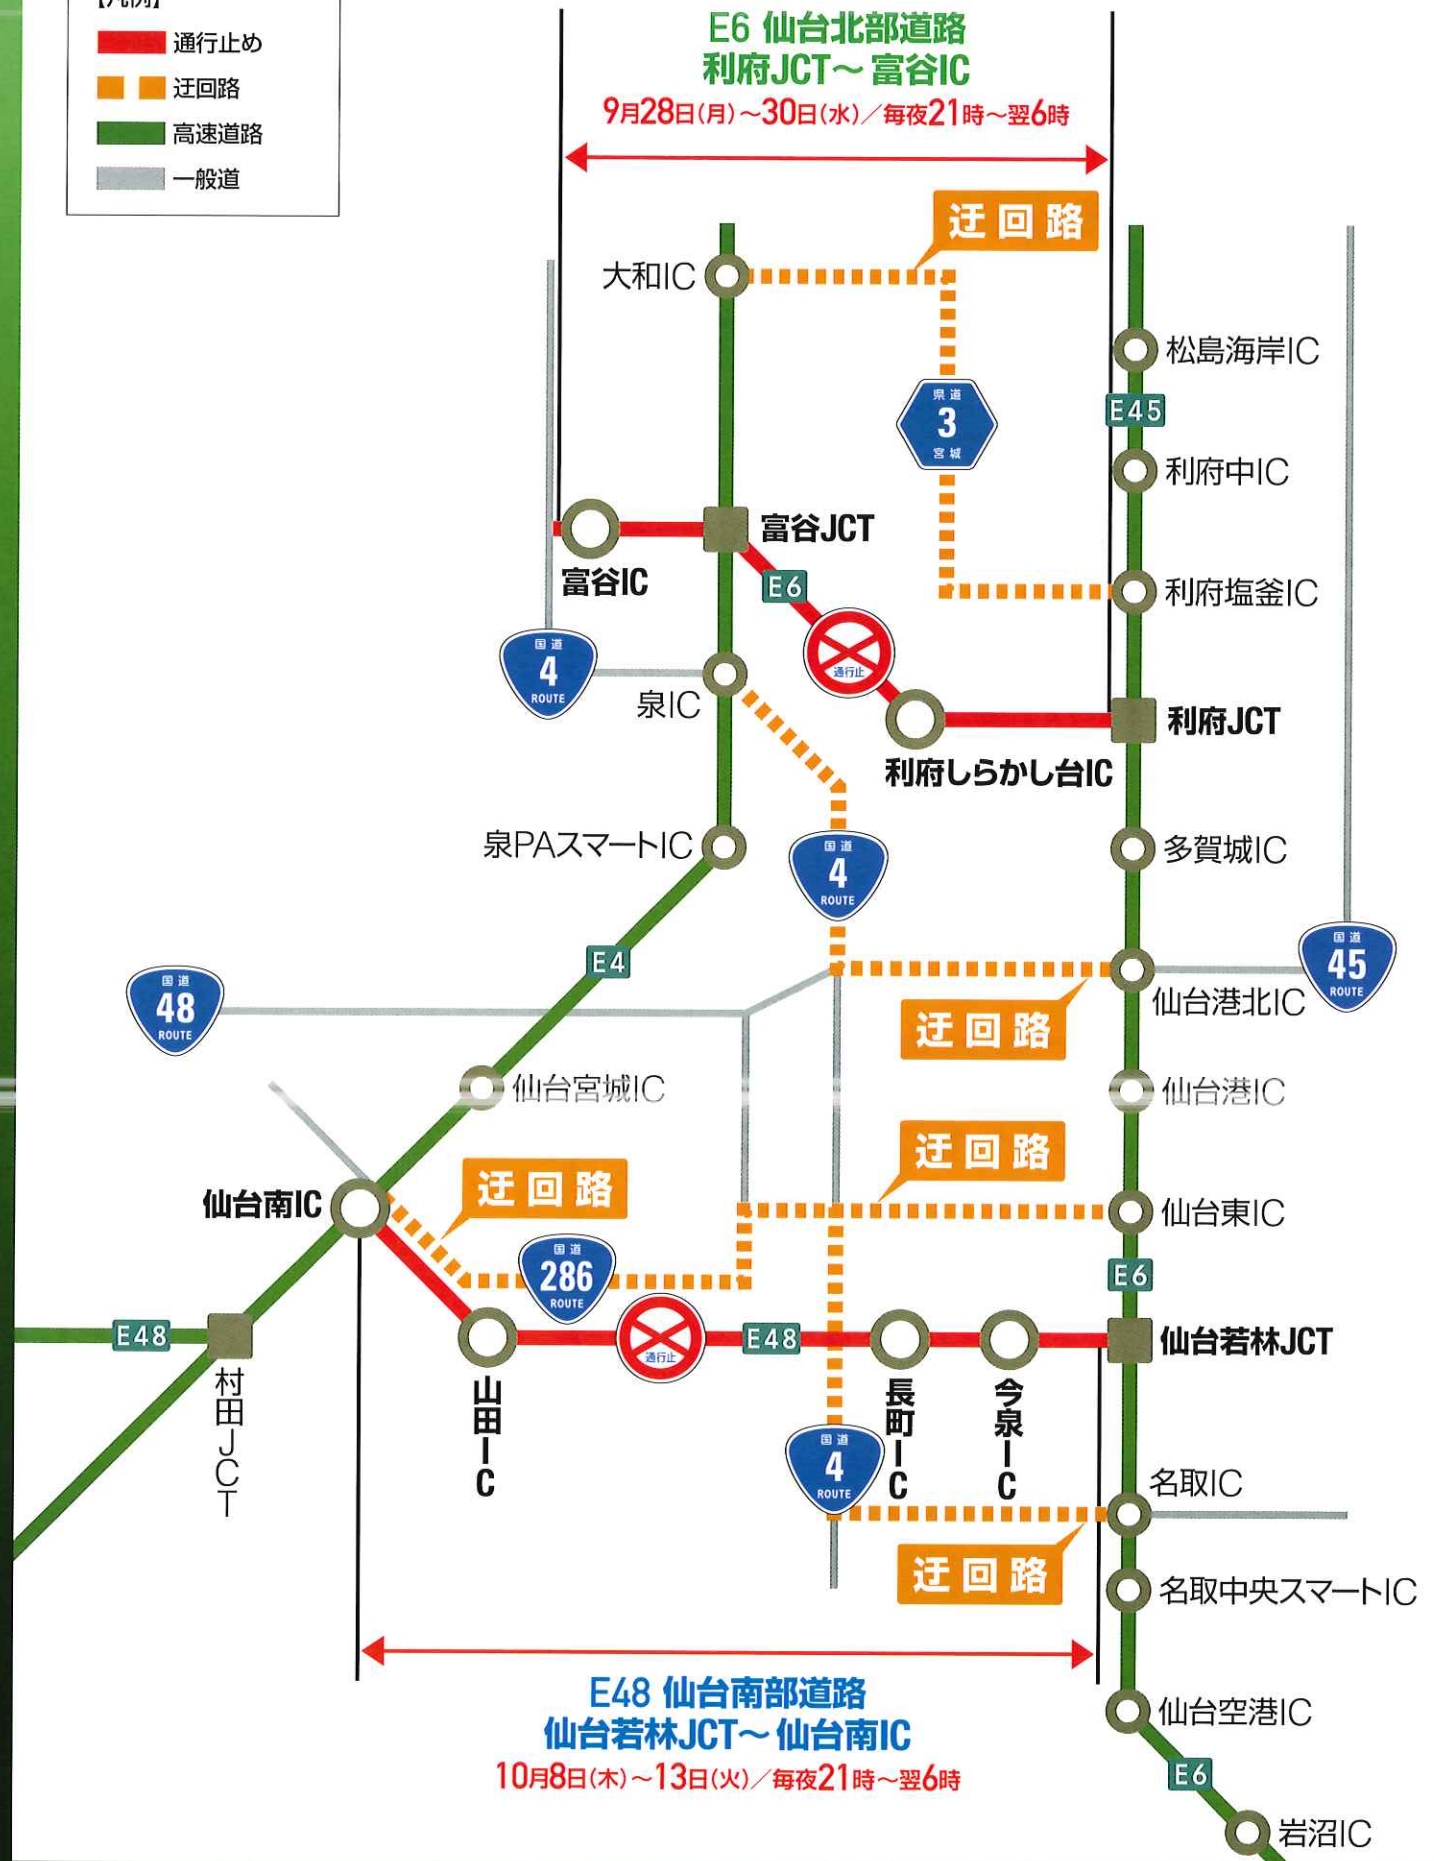 【凡例】
通行止め
迂回路
高速道路
一般道
E6 仙台北部道路
利府JCT～富谷IC
9月28日(月)～30日(水)／毎夜21時～翌6時
迂回路
大和IC
松島海岸IC
県道
3
宮城
E45
利府中IC
富谷JCT
富谷IC
E6
利府塩釜IC
国道
4
ROUTE
通行止
泉IC
利府JCT
利府しらかし台IC
泉PAスマートIC
国道
4
ROUTE
多賀城IC
E4
国道
48
ROUTE
国道
45
ROUTE
仙台港北IC
迂回路
仙台宮城IC
仙台港IC
迂回路
迂回路
仙台南IC
仙台東IC
国道
286
ROUTE
E6
E48
通行止
E48
仙台若林JCT
村田JCT
山田IC
長町IC
今泉IC
国道
4
ROUTE
名取IC
迂回路
名取中央スマートIC
E48 仙台南部道路
仙台若林JCT～仙台南IC
10月8日(木)～13日(火)／毎夜21時～翌6時
仙台空港IC
E6
岩沼IC